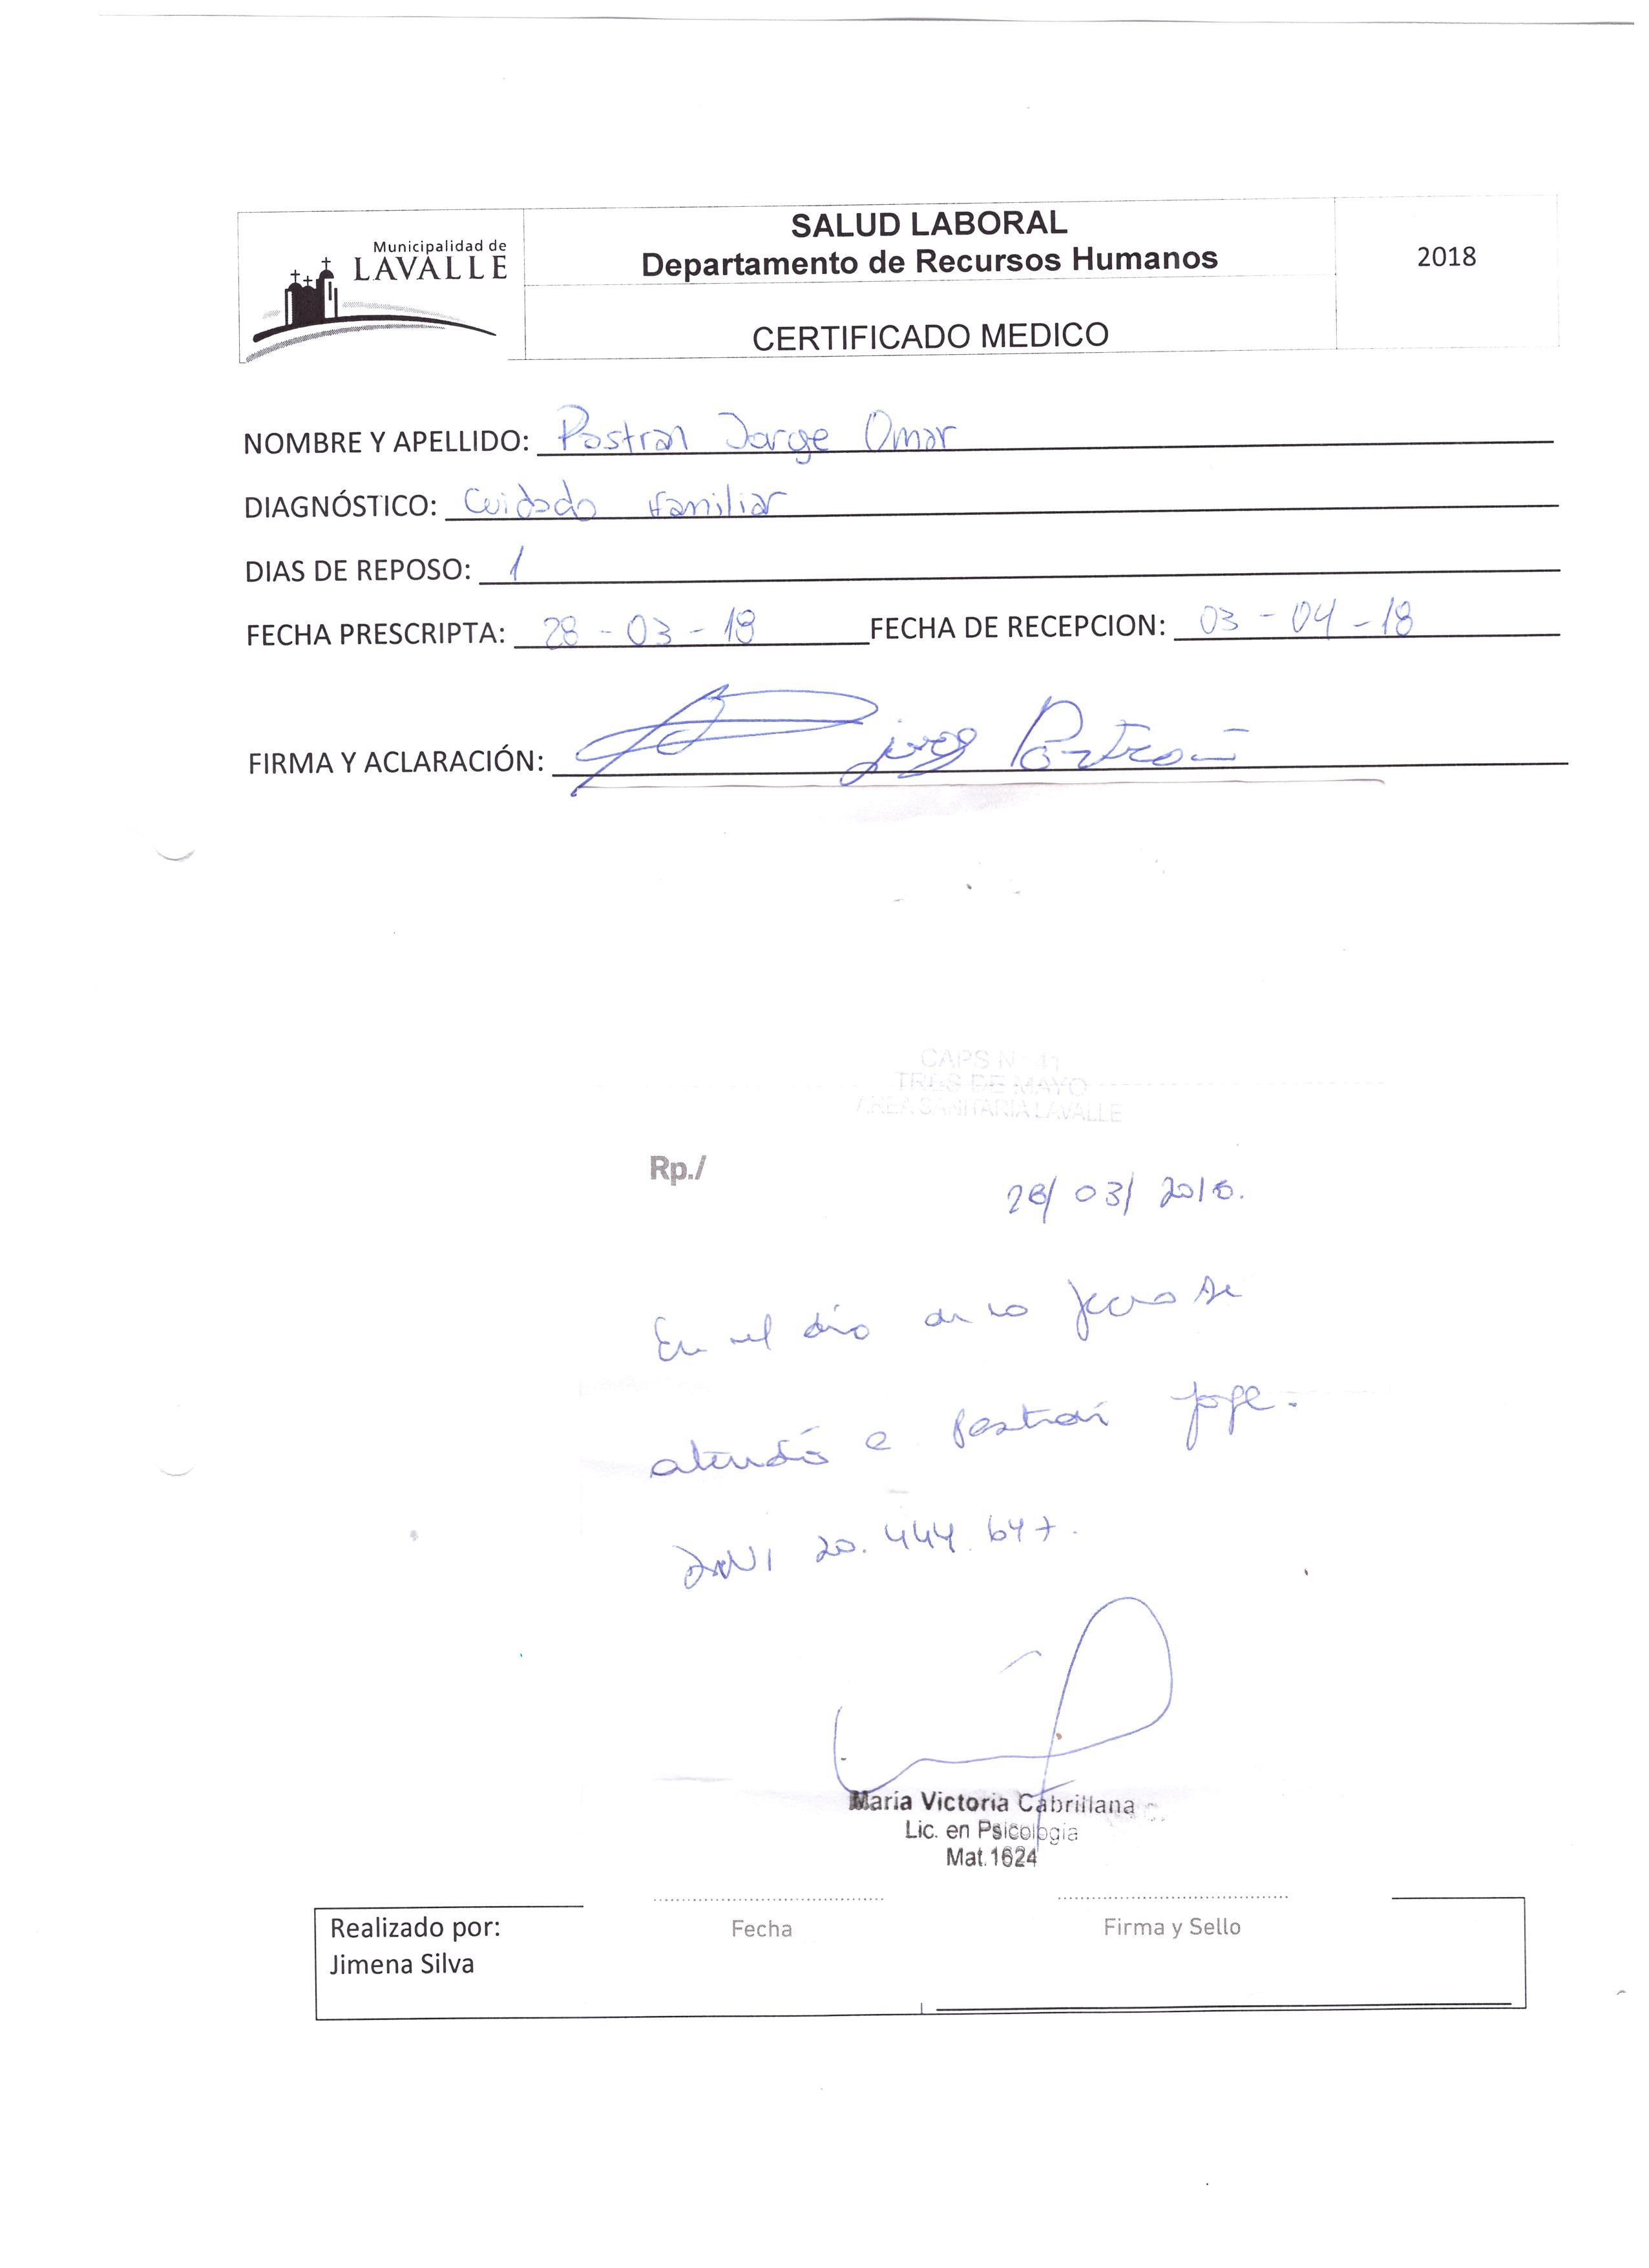 Municipalidad de
LAVALLE
SALUD LABORAL
Departamento de Recursos Humanos
2018
CERTIFICADO MEDICO
NOMBRE Y APELLIDO: Pastran Jorge Omar
DIAGNÓSTICO: Cuidado familiar
DIAS DE REPOSO: 1
FECHA PRESCRIPTA: 28-03-18 FECHA DE RECEPCION: 03-04-18
FIRMA Y ACLARACIÓN: Jorge Pastran
CAPS N 41
TRES DE MAYO
AREA SANITARIA LAVALLE
Rp./
28/03/2018.
En el día de la fecha se
atendió a Pastrán Jorge.
DNI 20.444.647.
Maria Victoria Cabrillana
Lic. en Psicología
Mat.1624
Fecha
Firma y Sello
Realizado por:
Jimena Silva